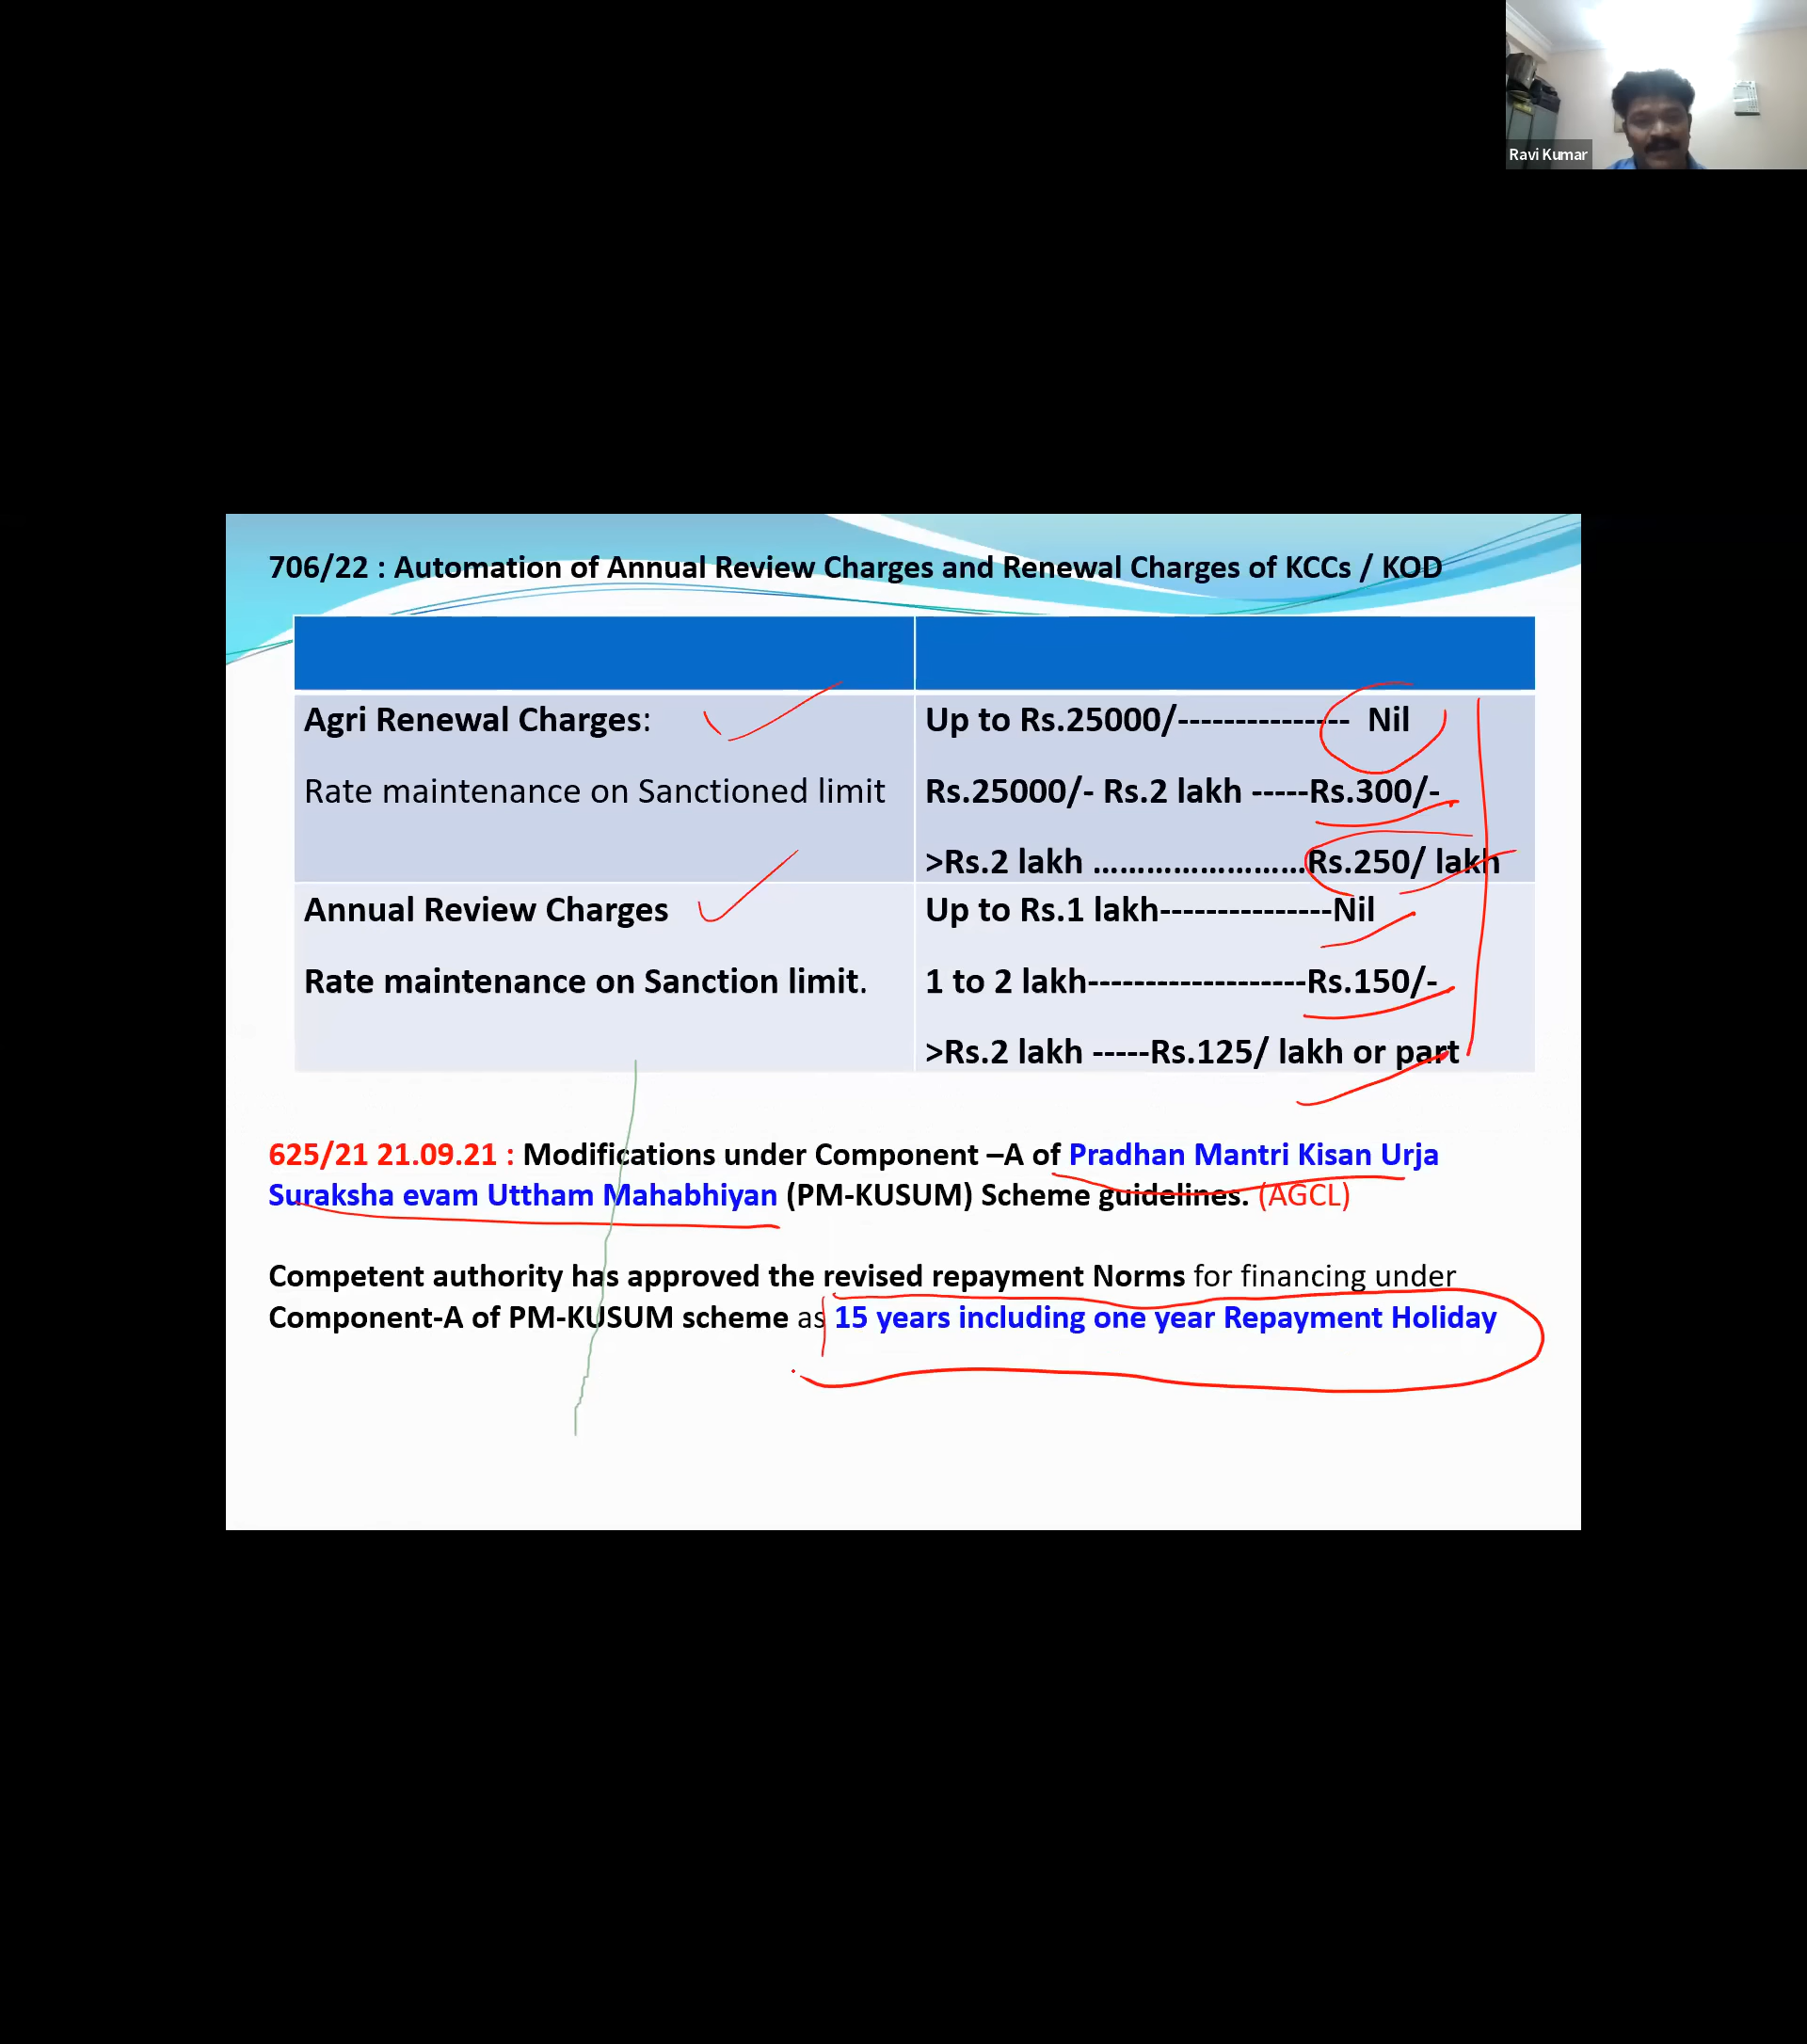 Ravi Kumar
706/22 : Automation of Annual Review Charges and Renewal Charges of KCCs / KOD
Agri Renewal Charges:
Rate maintenance on Sanctioned limit
Up to Rs.25000/--------------- Nil
Rs.25000/- Rs.2 lakh -----Rs.300/-
>Rs.2 lakh ........................Rs.250/ lakh
Annual Review Charges
Rate maintenance on Sanction limit.
Up to Rs.1 lakh---------------Nil
1 to 2 lakh-------------------Rs.150/-
>Rs.2 lakh -----Rs.125/ lakh or part
625/21 21.09.21 : Modifications under Component –A of Pradhan Mantri Kisan Urja
Suraksha evam Uttham Mahabhiyan (PM-KUSUM) Scheme guidelines. (AGCL)
Competent authority has approved the revised repayment Norms for financing under
Component-A of PM-KUSUM scheme as 15 years including one year Repayment Holiday